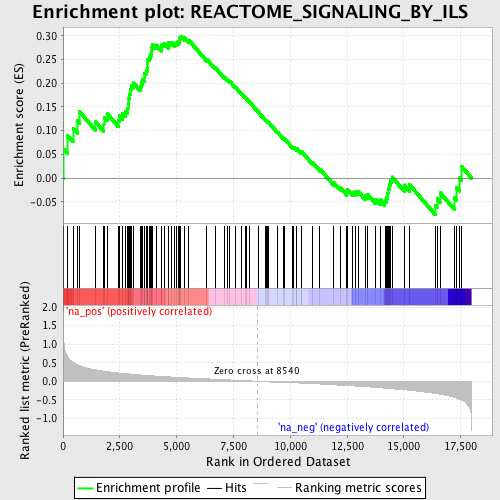 Enrichment plot: REACTOME_SIGNALING_BY_ILS
Enrichment score (ES)
0.30
0.25
0.20
0.15
0.10
0.05
0.00
-0.05
'na_pos' (positively correlated)
Ranked list metric (PreRanked)
2.0
1.5
1.0
0.5
0.0
-0.5
-1.0
Zero cross at 8540
'na_neg' (negatively correlated)
0
2,500
5,000
7,500
10,000
12,500
15,000
17,500
Rank in Ordered Dataset
Enrichment profile
Hits
Ranking metric scores